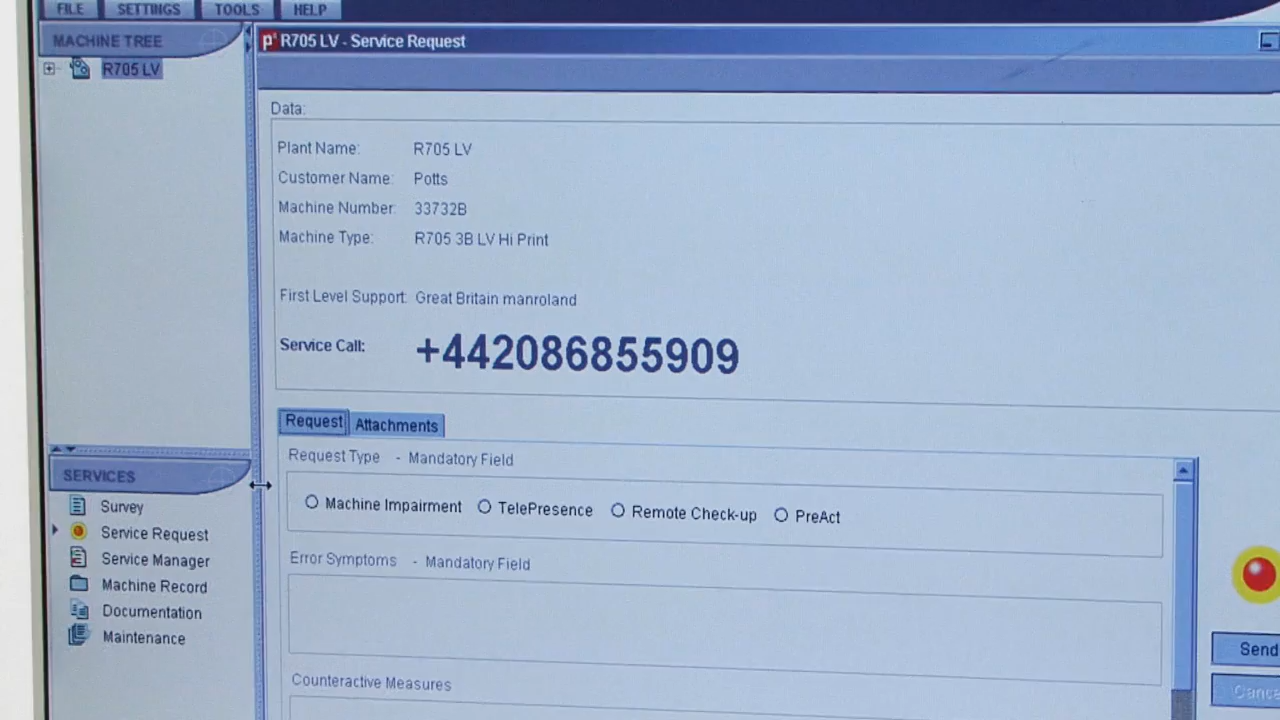 FILE SETTINGS TOOLS HELP
MACHINE TREE
R705 LV
R705 LV - Service Request
Data:
Plant Name: R705 LV
Customer Name: Potts
Machine Number: 33732B
Machine Type: R705 3B LV Hi Print
First Level Support: Great Britain manroland
Service Call: +442086855909
Request Attachments
Request Type - Mandatory Field
Machine Impairment TelePresence Remote Check-up PreAct
Error Symptoms - Mandatory Field
Counteractive Measures
SERVICES
Survey
Service Request
Service Manager
Machine Record
Documentation
Maintenance
Send